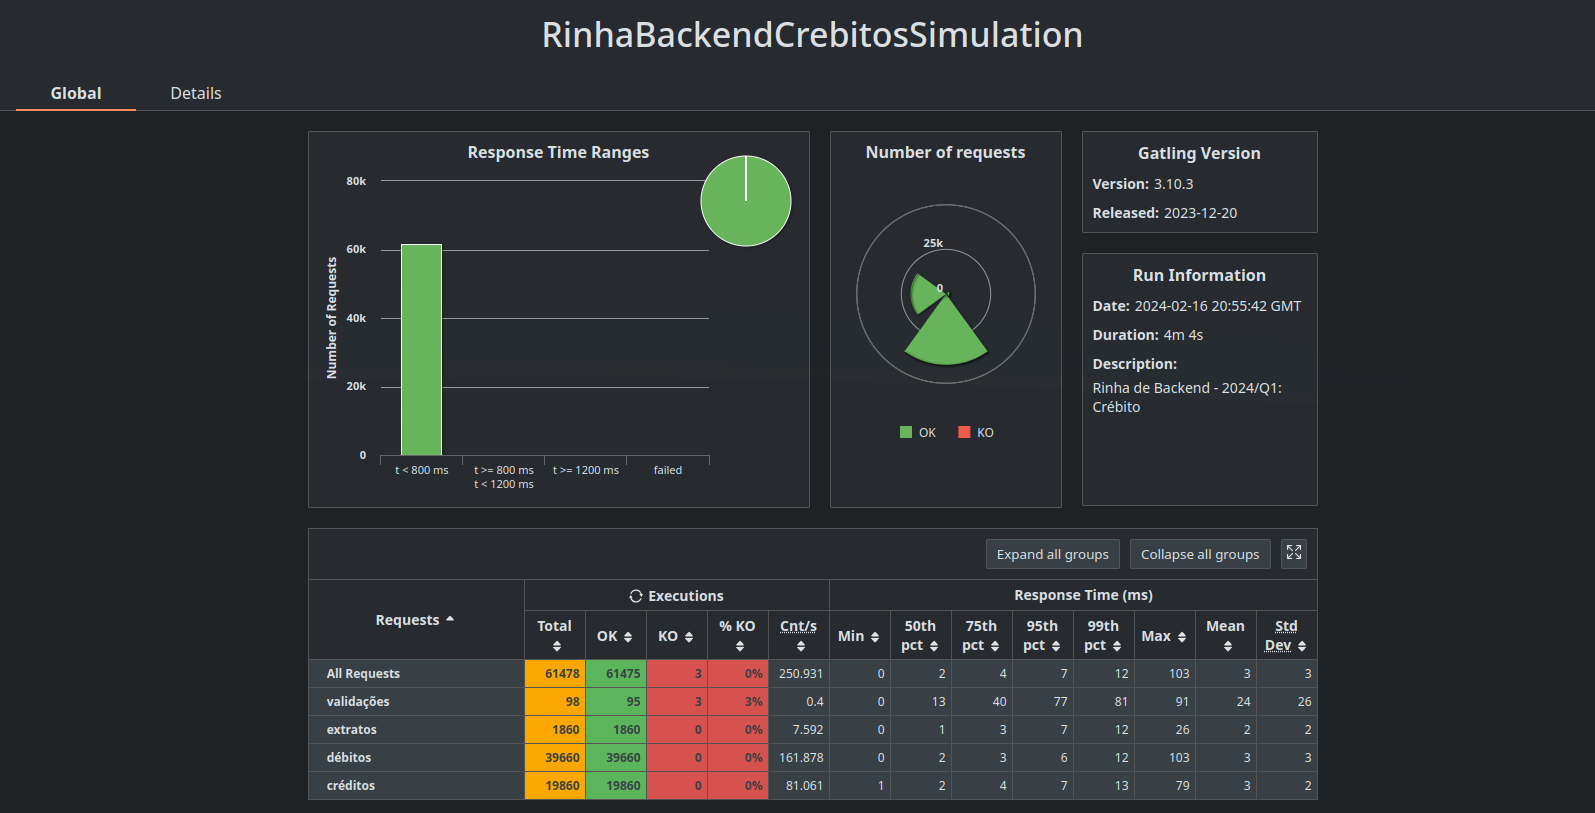 RinhaBackendCrebitosSimulation
Global
Details
Response Time Ranges
Number of Requests
80k
60k
40k
20k
0
t < 800 ms
t >= 800 ms
t < 1200 ms
t >= 1200 ms
failed
Number of requests
25k
0
OK
KO
Gatling Version
Version: 3.10.3
Released: 2023-12-20
Run Information
Date: 2024-02-16 20:55:42 GMT
Duration: 4m 4s
Description:
Rinha de Backend - 2024/Q1:
Crébito
Expand all groups
Collapse all groups
Requests
Executions
Response Time (ms)
Total
OK
KO
% KO
Cnt/s
Min
50th
pct
75th
pct
95th
pct
99th
pct
Max
Mean
Std
Dev
All Requests 61478 61475 3 0% 250.931 0 2 4 7 12 103 3 3
validações 98 95 3 3% 0.4 0 13 40 77 81 91 24 26
extratos 1860 1860 0 0% 7.592 0 1 3 7 12 26 2 2
débitos 39660 39660 0 0% 161.878 0 2 3 6 12 103 3 3
créditos 19860 19860 0 0% 81.061 1 2 4 7 13 79 3 2